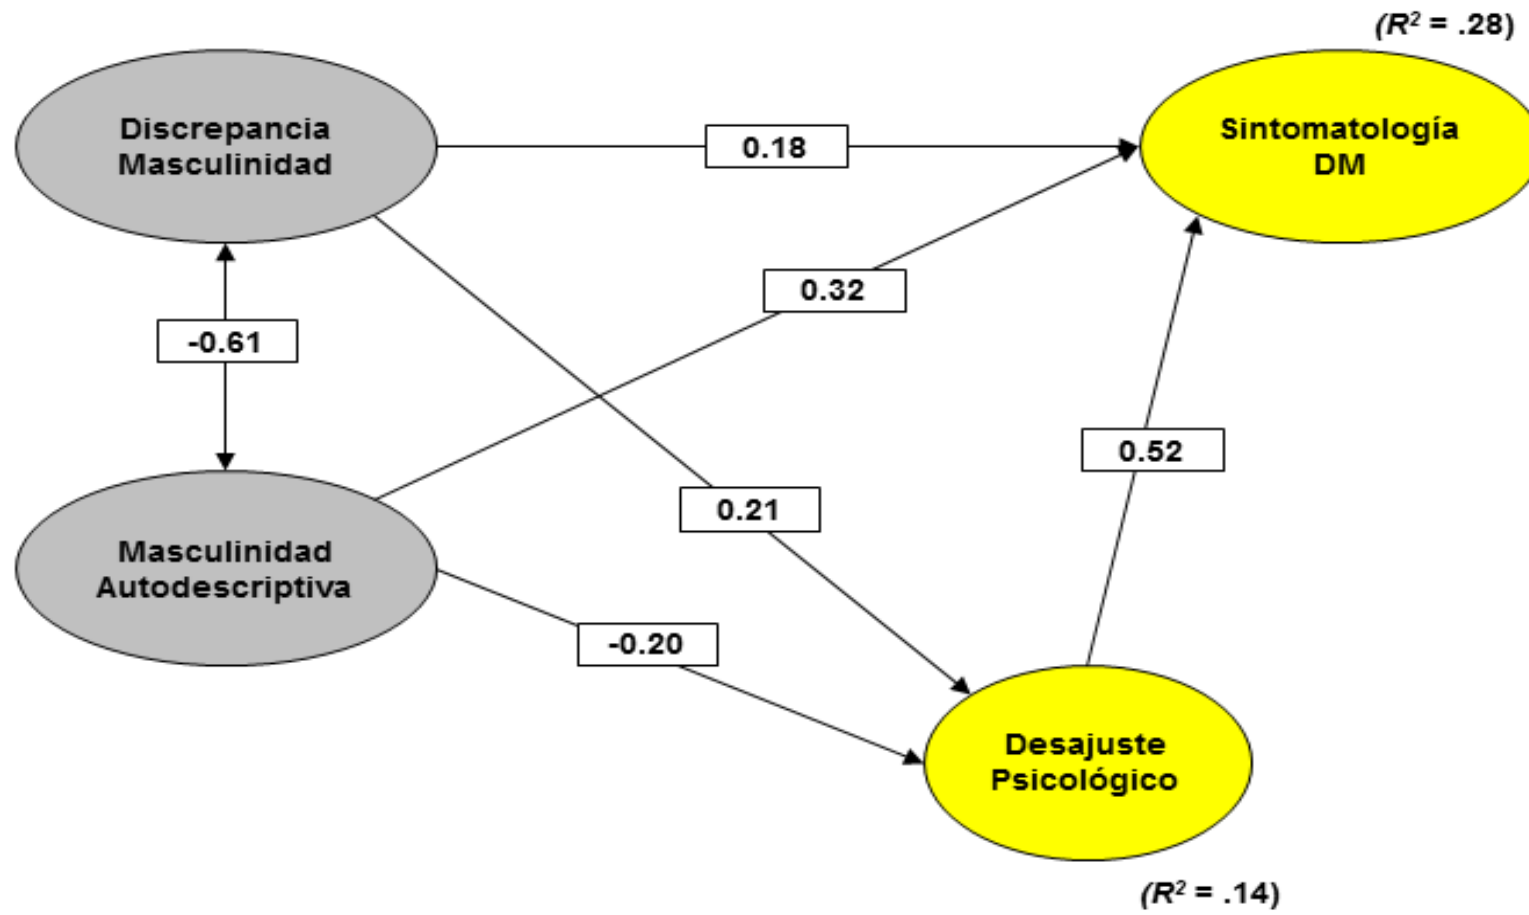 (R² = .28)
Discrepancia
Masculinidad
0.18
Sintomatología
DM
0.32
-0.61
0.52
0.21
Masculinidad
Autodescriptiva
-0.20
Desajuste
Psicológico
(R² = .14)